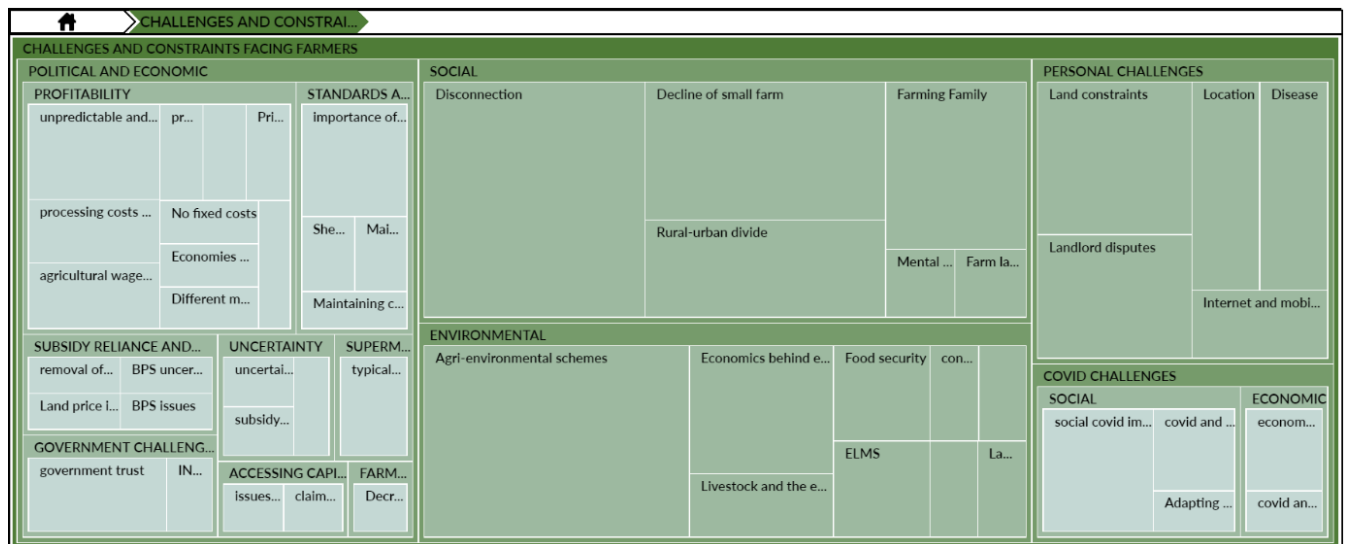 CHALLENGES AND CONSTRAI...
CHALLENGES AND CONSTRAINTS FACING FARMERS
POLITICAL AND ECONOMIC
PROFITABILITY
unpredictable and...
pr...
Pri...
processing costs ...
No fixed costs
Economies ...
agricultural wage...
Different m...
STANDARDS A...
importance of...
She...
Mai...
Maintaining c...
SUBSIDY RELIANCE AND...
removal of...
BPS uncer...
Land price i...
BPS issues
UNCERTAINTY
uncertai...
subsidy...
SUPERM...
typical...
GOVERNMENT CHALLENG...
government trust
IN...
ACCESSING CAPI...
issues...
claim...
FARM...
Decr...
SOCIAL
Disconnection
Decline of small farm
Farming Family
Rural-urban divide
Mental ...
Farm la...
ENVIRONMENTAL
Agri-environmental schemes
Economics behind e...
Food security
con...
ELMS
La...
Livestock and the e...
PERSONAL CHALLENGES
Land constraints
Location
Disease
Landlord disputes
Internet and mobi...
COVID CHALLENGES
SOCIAL
social covid im...
covid and ...
Adapting ...
ECONOMIC
econom...
covid an...